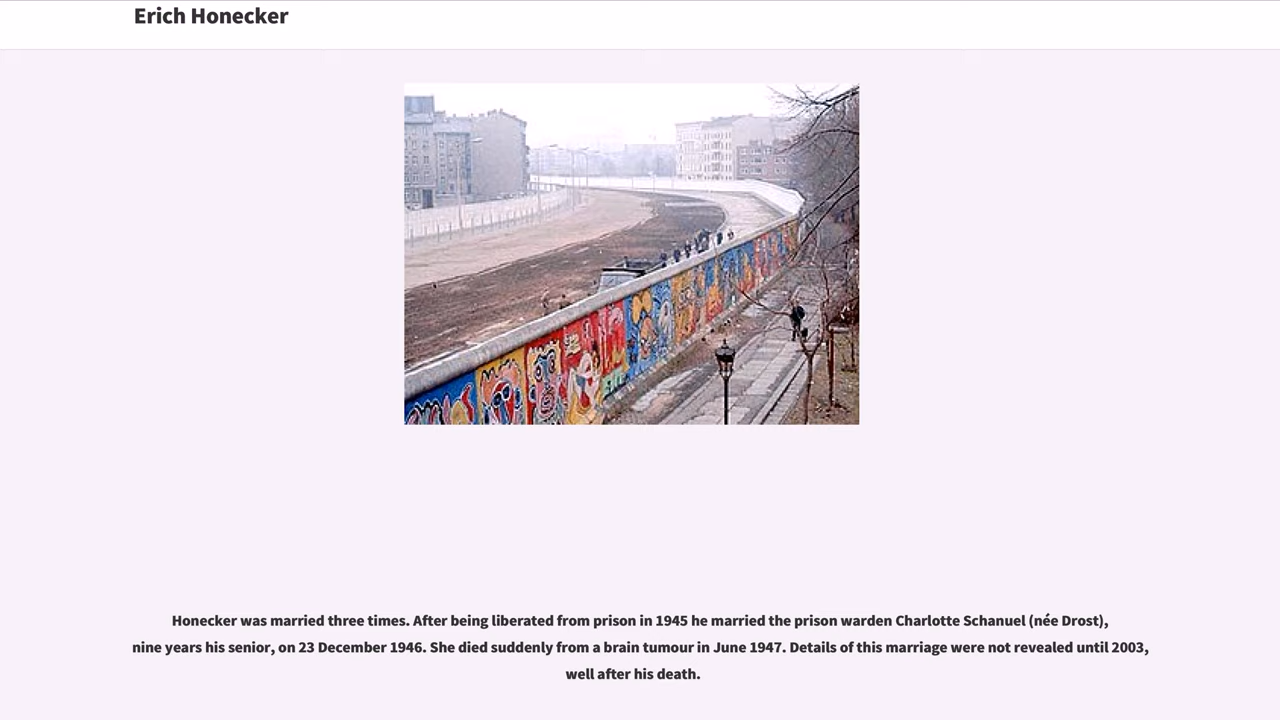 Erich Honecker
Honecker was married three times. After being liberated from prison in 1945 he married the prison warden Charlotte Schanuel (née Drost),
nine years his senior, on 23 December 1946. She died suddenly from a brain tumour in June 1947. Details of this marriage were not revealed until 2003,
well after his death.